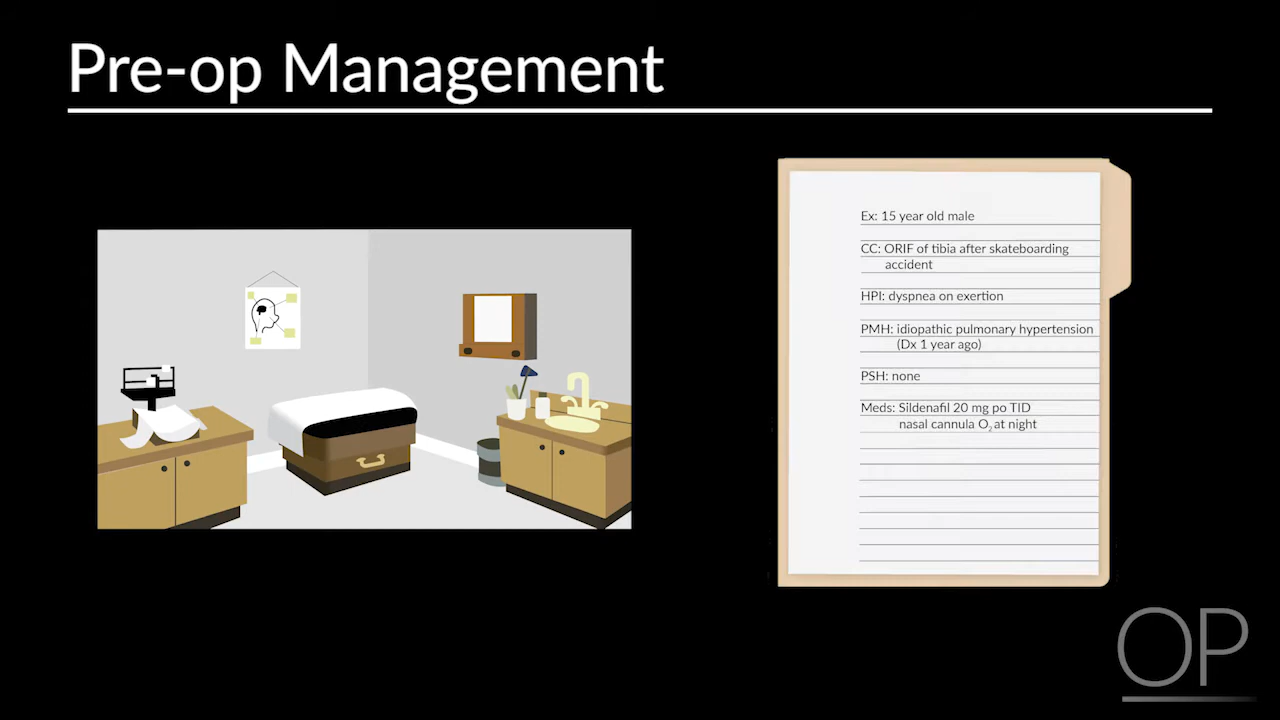 Pre-op Management
Ex: 15 year old male
CC: ORIF of tibia after skateboarding
accident
HPI: dyspnea on exertion
PMH: idiopathic pulmonary hypertension
(Dx 1 year ago)
PSH: none
Meds: Sildenafil 20 mg po TID
nasal cannula O₂ at night
OP